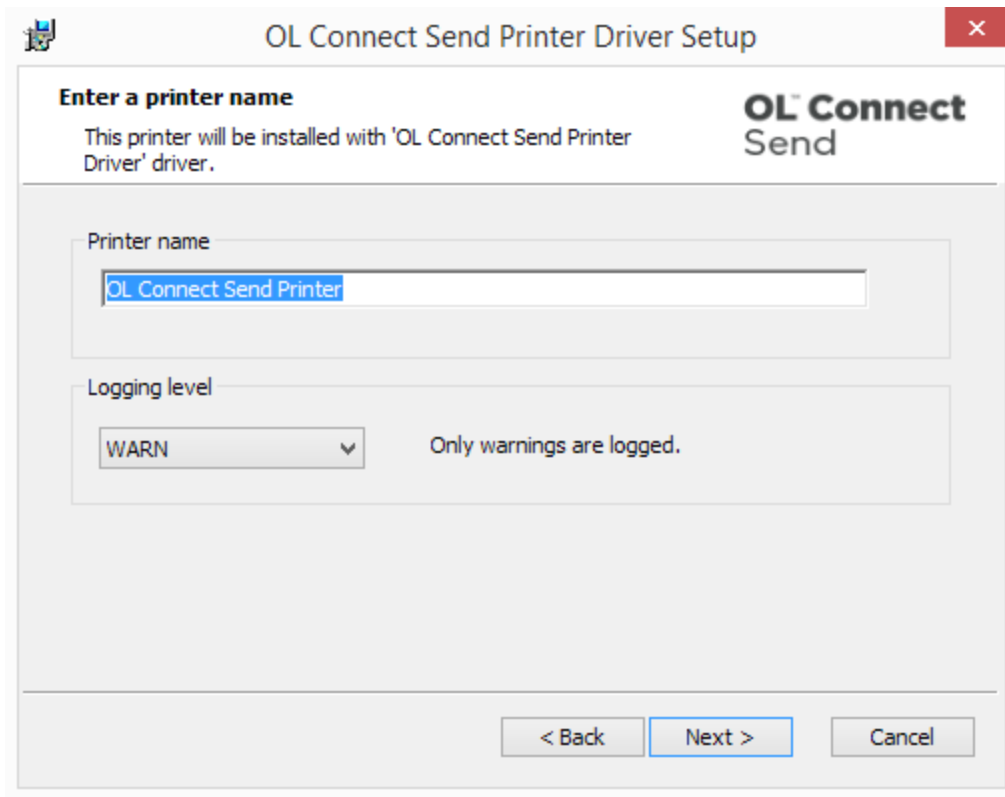 OL Connect Send Printer Driver Setup
Enter a printer name
This printer will be installed with 'OL Connect Send Printer
Driver' driver.
OL™ Connect
Send
Printer name
OL Connect Send Printer
Logging level
WARN
Only warnings are logged.
< Back
Next >
Cancel